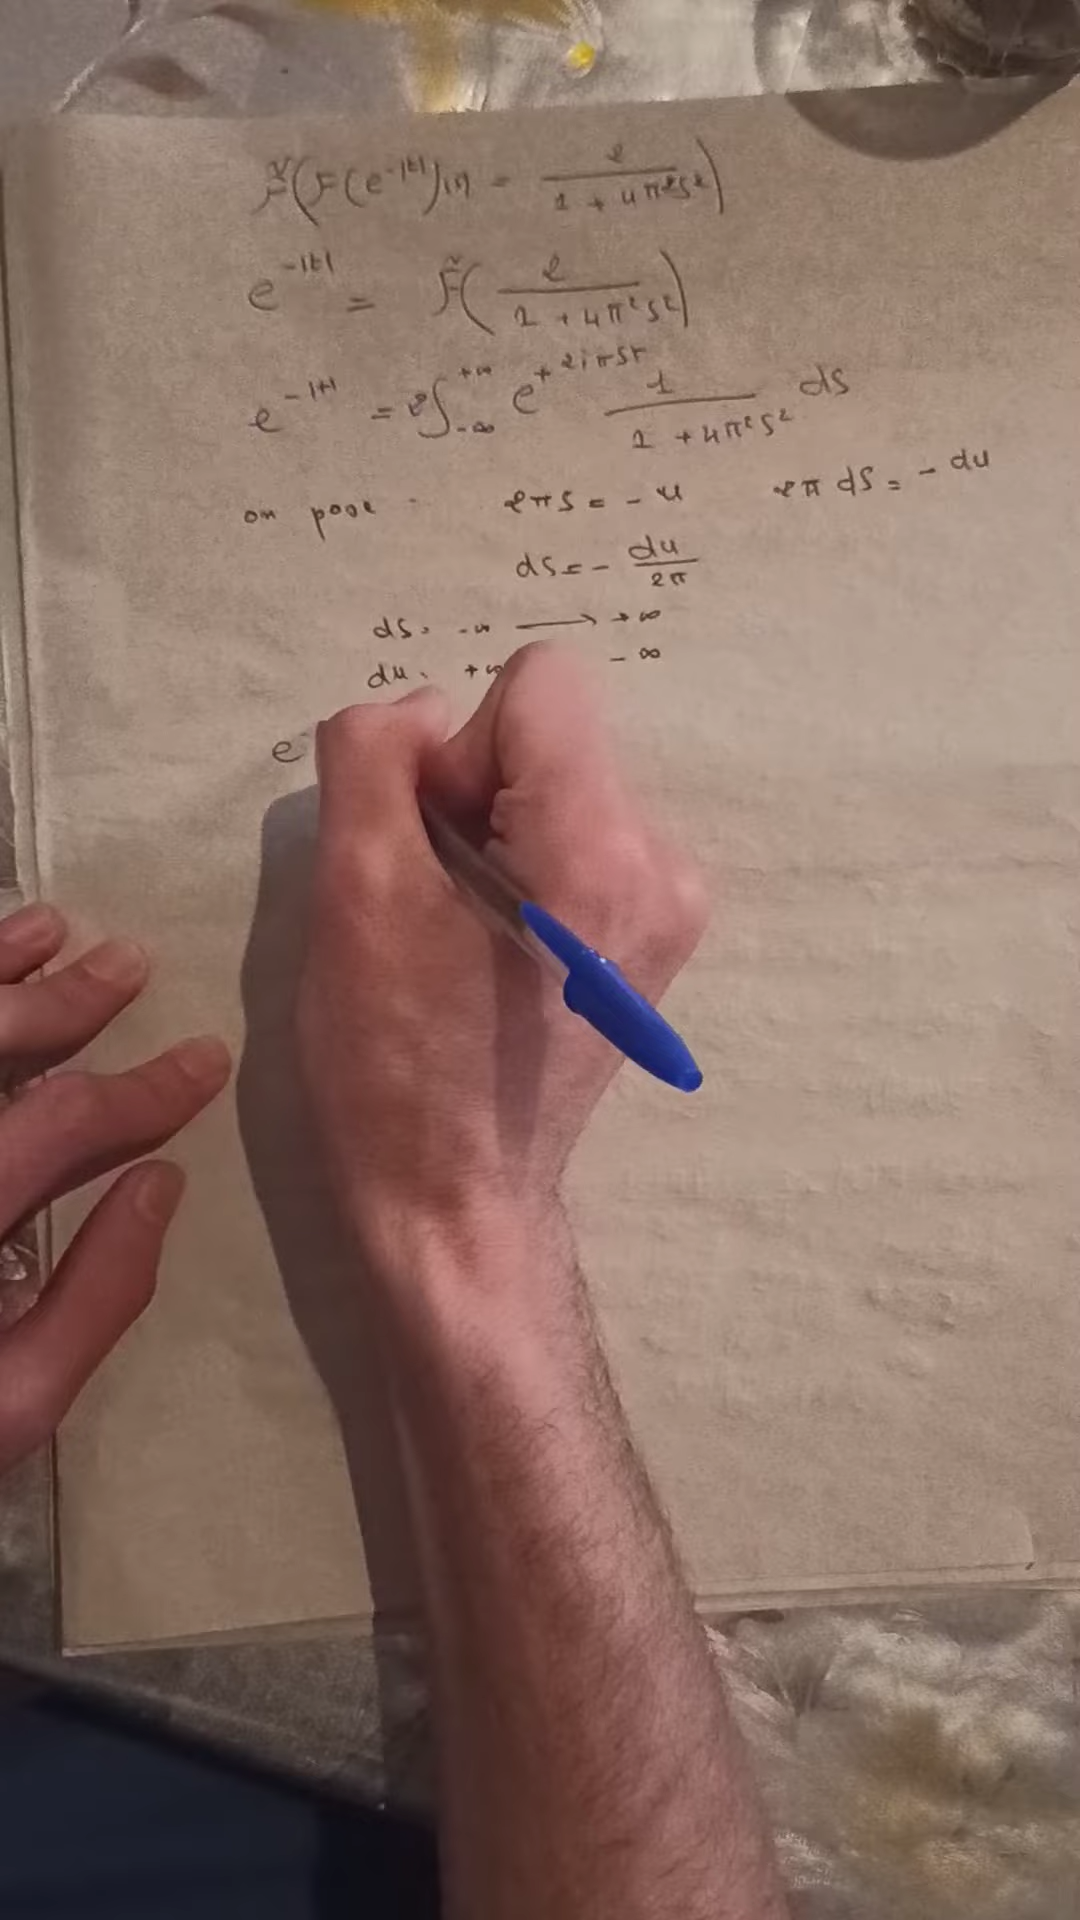 F̌(F(e^{-|t|})(s) = 2/(1 + 4π²s²))
e^{-|t|} = F̌(2/(1 + 4π²s²))
e^{-|t|} = 2∫_{-∞}^{+∞} e^{+2iπst} 1/(1 + 4π²s²) ds
on pose 2πs = -u 2π ds = -du
ds = - du/2π
ds: -∞ → +∞
du: +∞ -∞
e